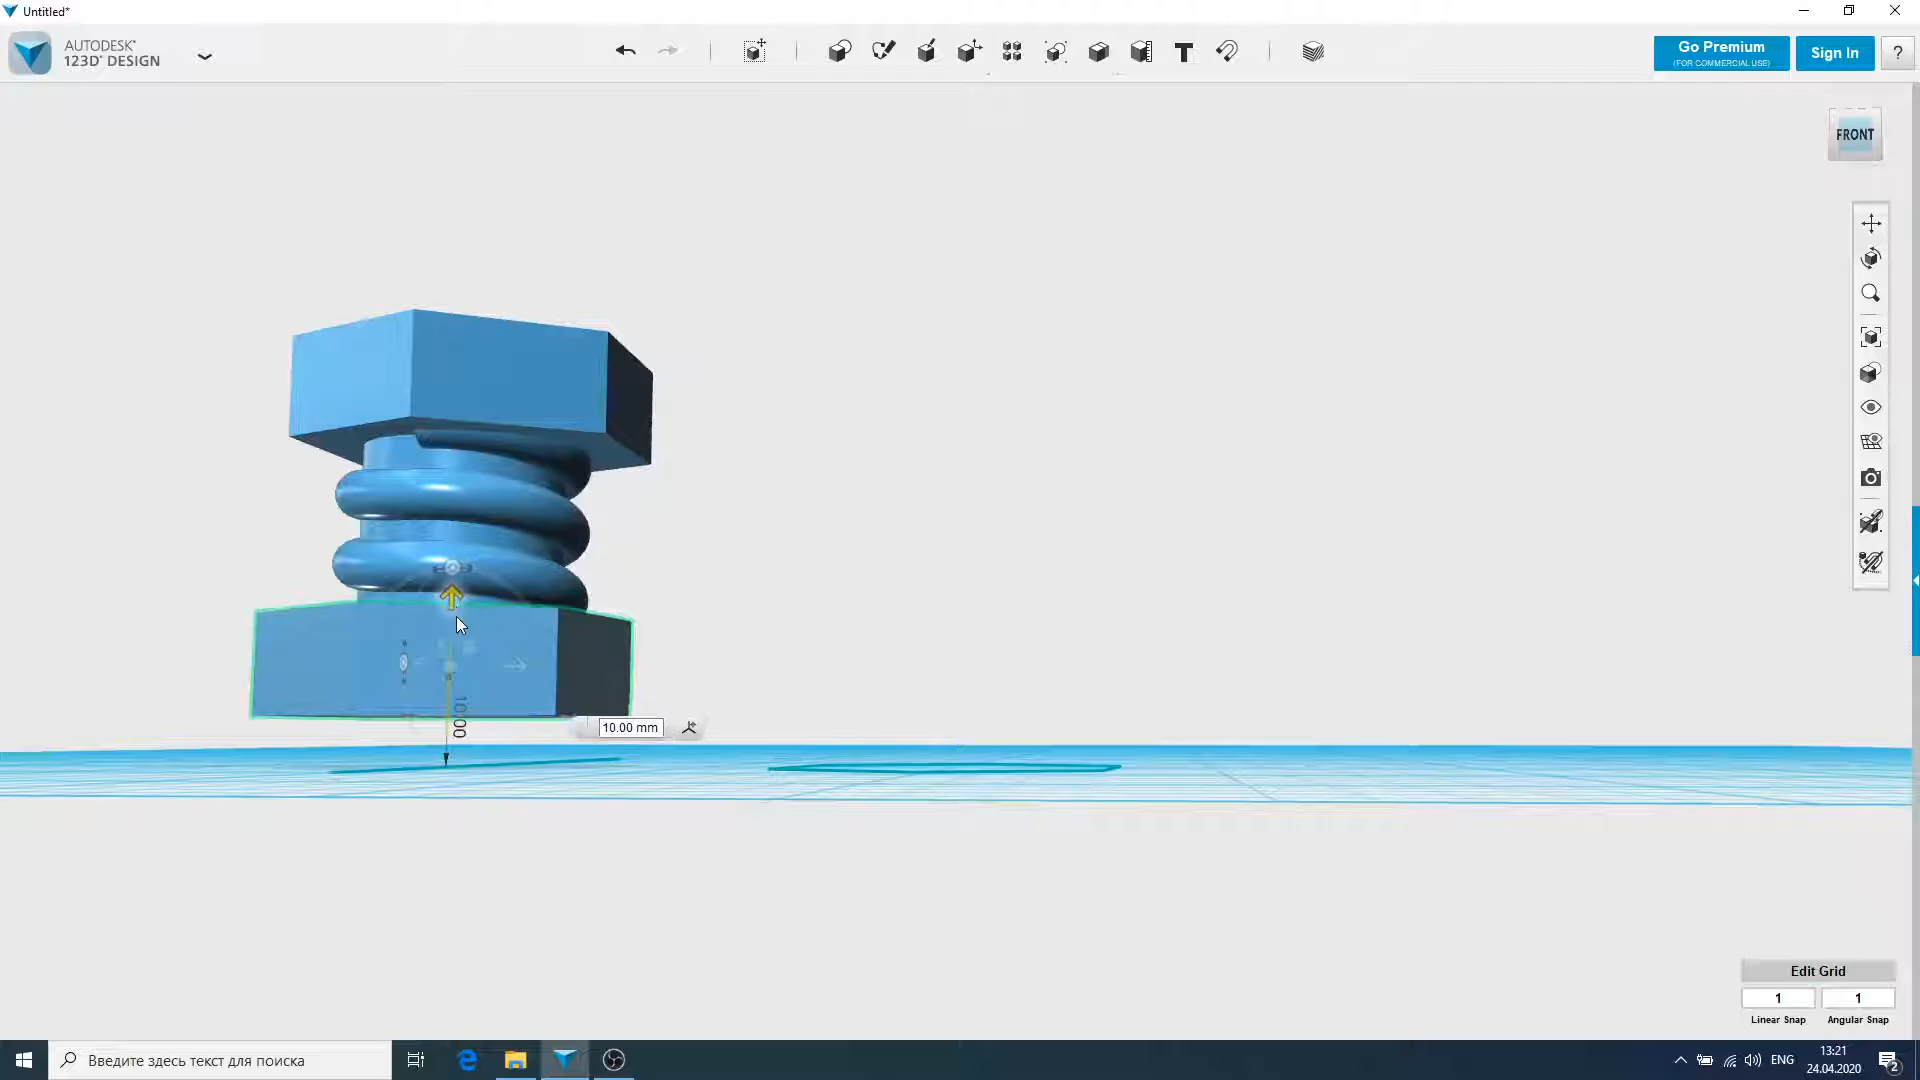 Untitled*
AUTODESK®
123D® DESIGN
Go Premium
(FOR COMMERCIAL USE)
Sign In
?
FRONT
10.00
10.00 mm
Edit Grid
1
1
Linear Snap
Angular Snap
Введите здесь текст для поиска
ENG
13:21
24.04.2020
2